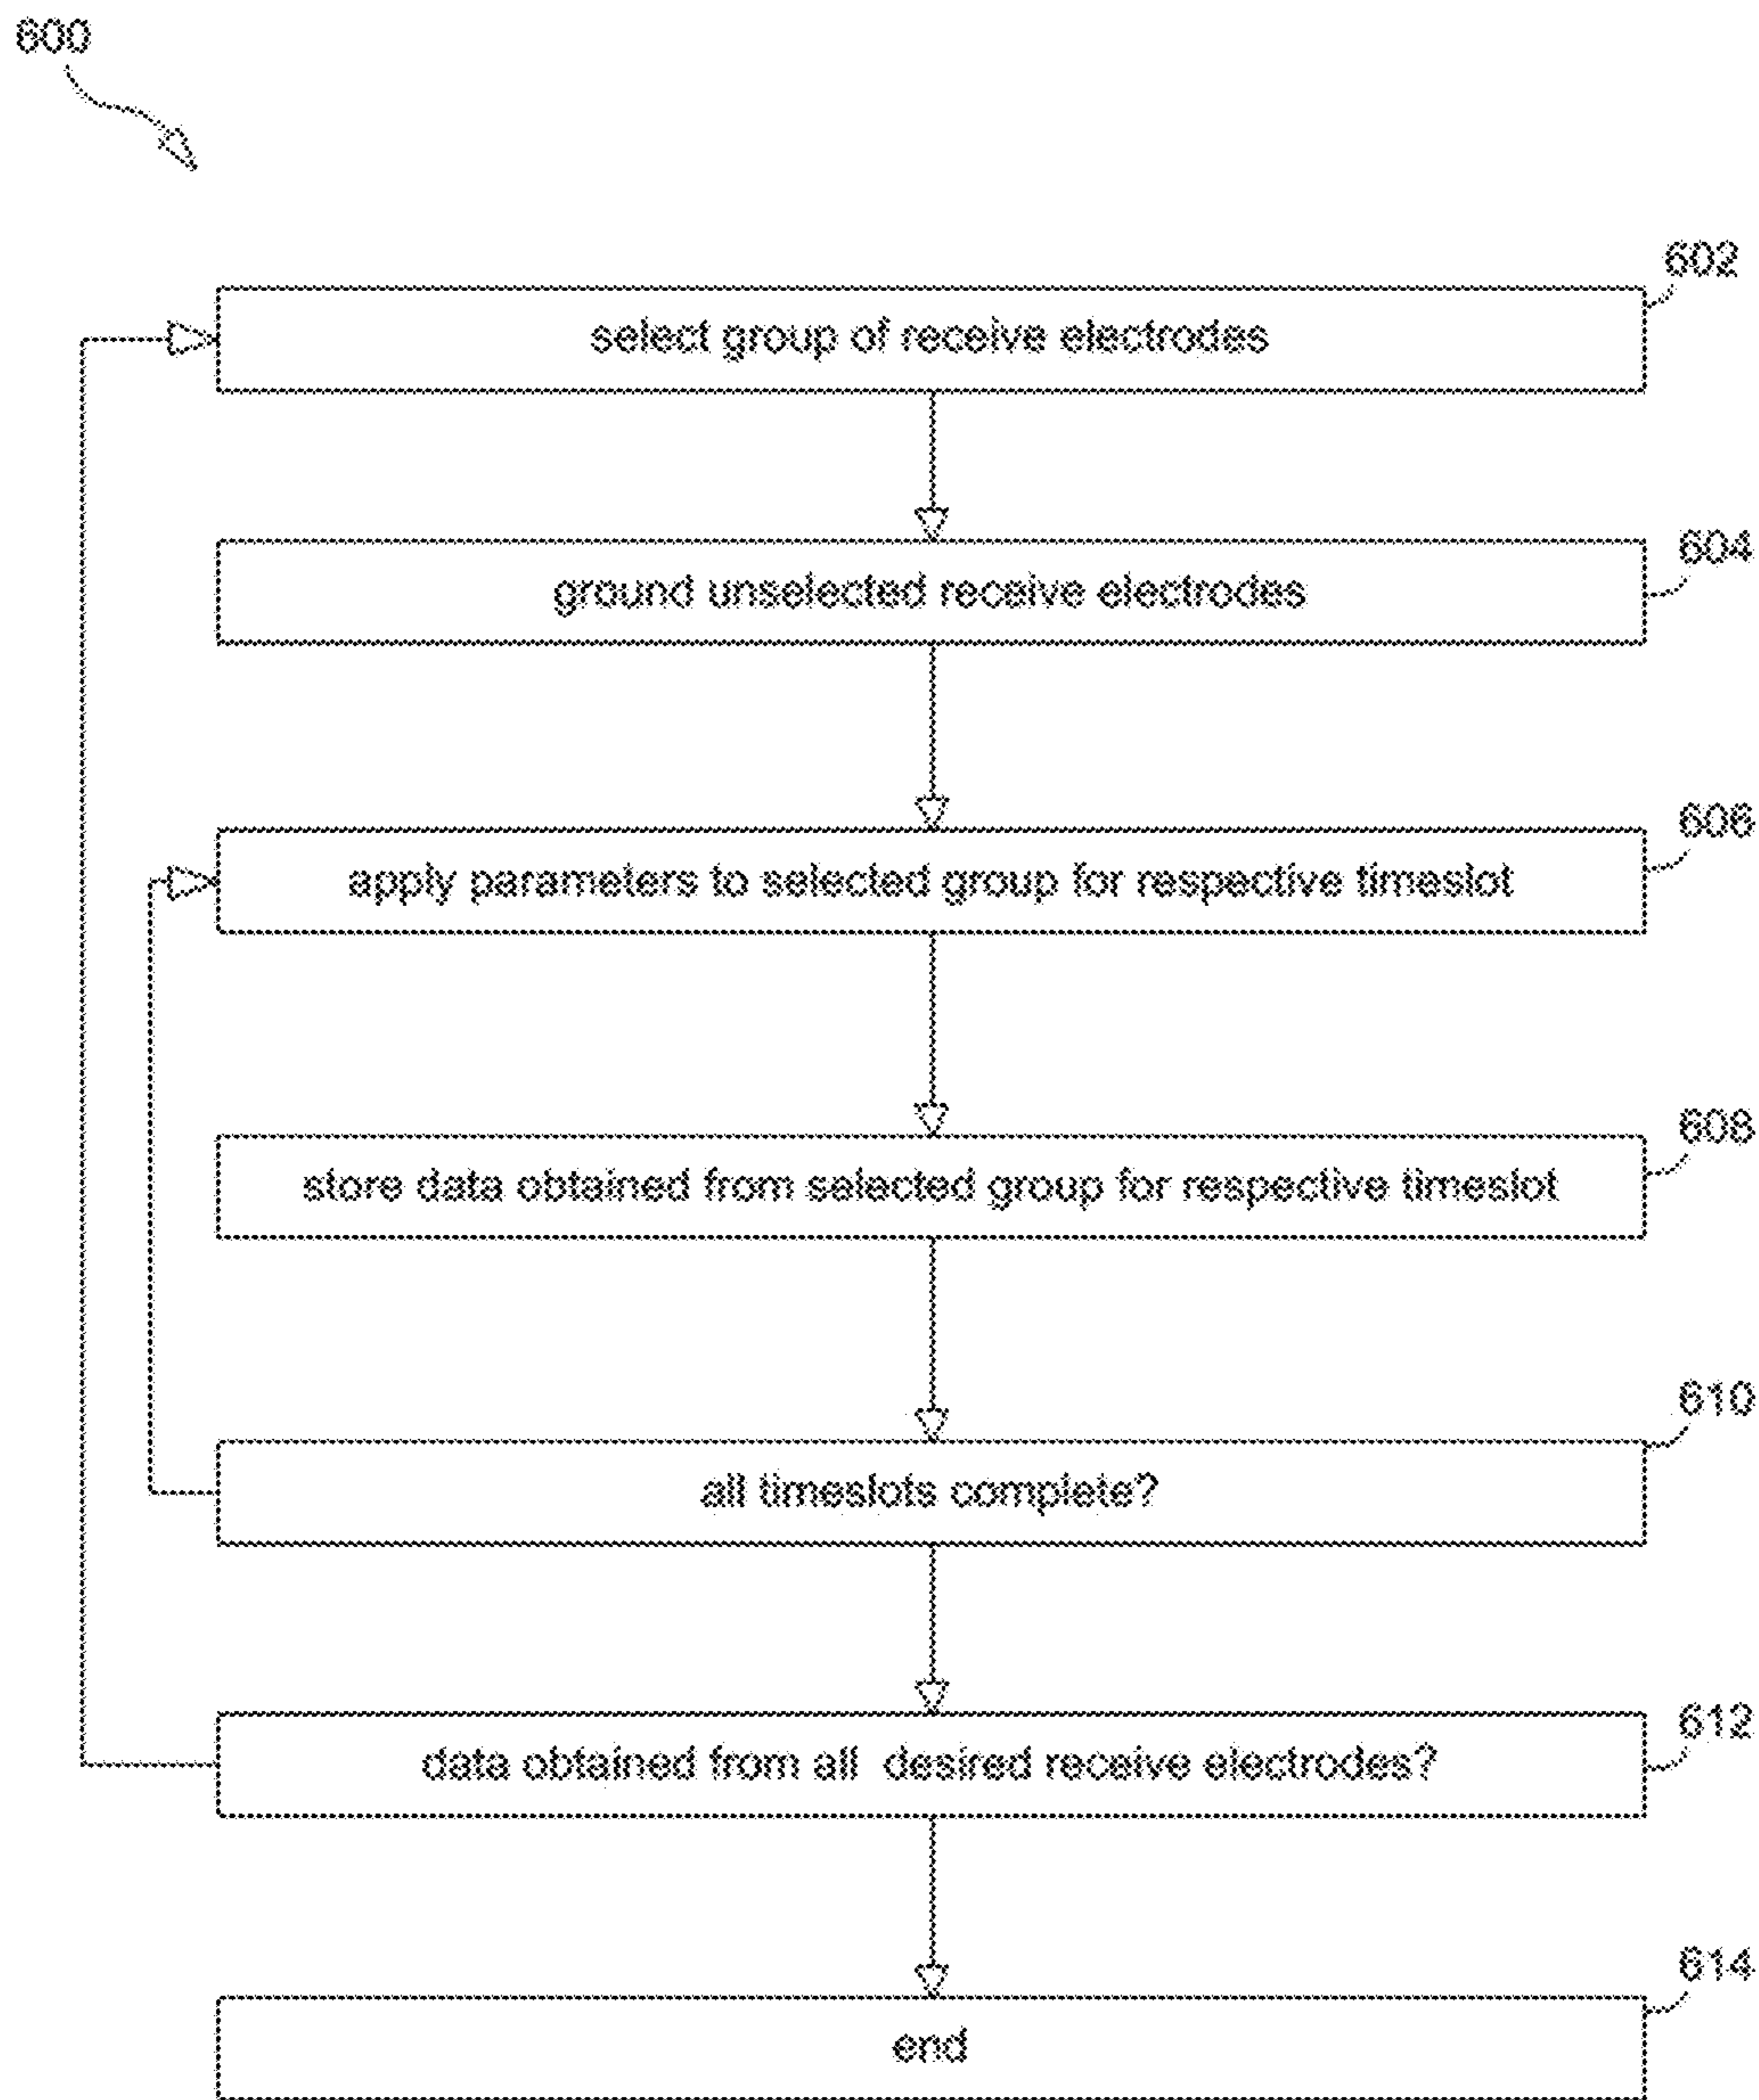 600
602
select group of receive electrodes
604
ground unselected receive electrodes
606
apply parameters to selected group for respective timeslot
608
store data obtained from selected group for respective timeslot
610
all timeslots complete?
612
data obtained from all desired receive electrodes?
614
end